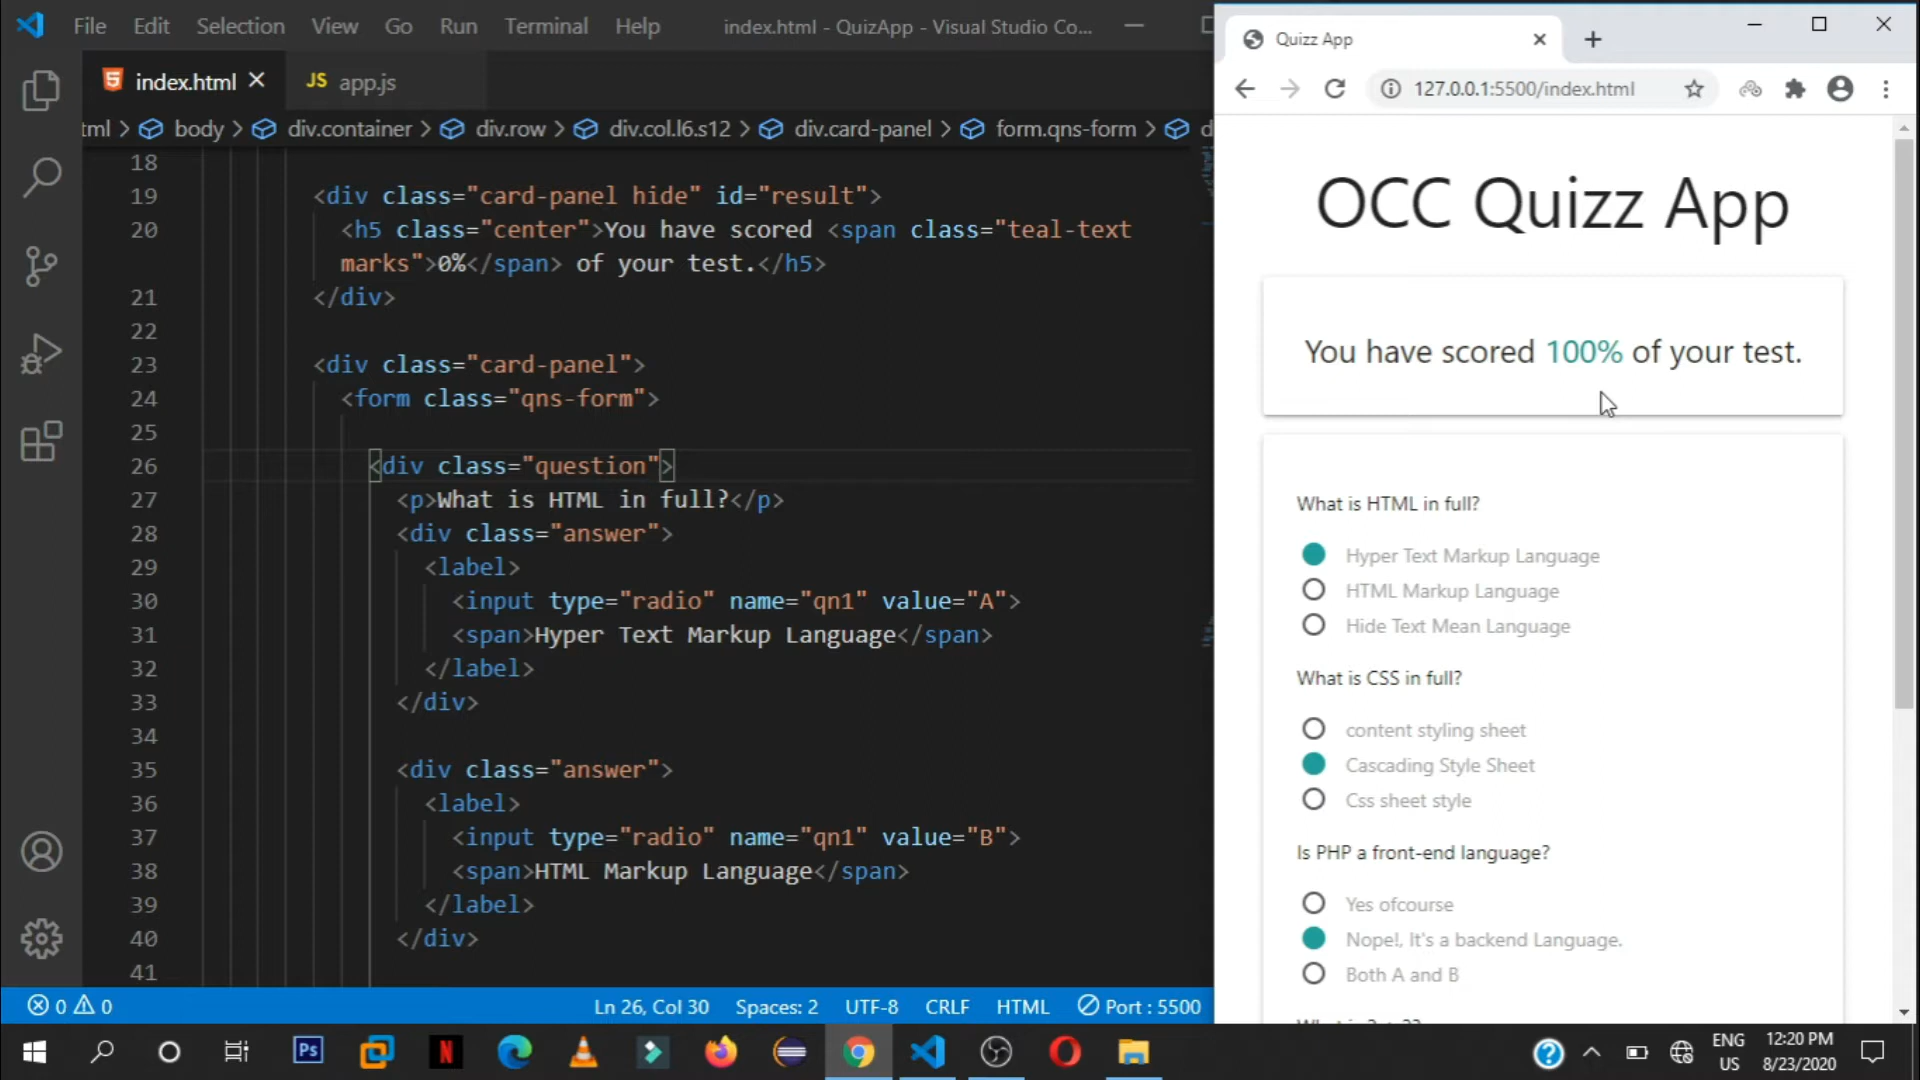 File Edit Selection View Go Run Terminal Help index.html - QuizApp - Visual Studio Co...
index.html JS app.js
tml > body > div.container > div.row > div.col.l6.s12 > div.card-panel > form.qns-form > d
18
19 <div class="card-panel hide" id="result">
20 <h5 class="center">You have scored <span class="teal-text
marks">0%</span> of your test.</h5>
21 </div>
22
23 <div class="card-panel">
24 <form class="qns-form">
25
26 <div class="question">
27 <p>What is HTML in full?</p>
28 <div class="answer">
29 <label>
30 <input type="radio" name="qn1" value="A">
31 <span>Hyper Text Markup Language</span>
32 </label>
33 </div>
34
35 <div class="answer">
36 <label>
37 <input type="radio" name="qn1" value="B">
38 <span>HTML Markup Language</span>
39 </label>
40 </div>
41
0 0 Ln 26, Col 30 Spaces: 2 UTF-8 CRLF HTML Port : 5500
Quizz App
127.0.0.1:5500/index.html
OCC Quizz App
You have scored 100% of your test.
What is HTML in full?
Hyper Text Markup Language
HTML Markup Language
Hide Text Mean Language
What is CSS in full?
content styling sheet
Cascading Style Sheet
Css sheet style
Is PHP a front-end language?
Yes ofcourse
Nope!, It's a backend Language.
Both A and B
Ps N ENG 12:20 PM
US 8/23/2020